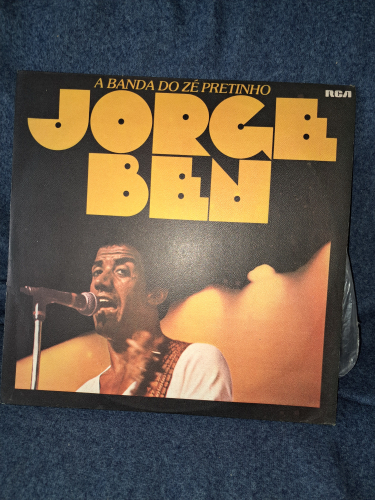 A BANDA DO ZÉ PRETINHO
RCA
JORGE
BEN